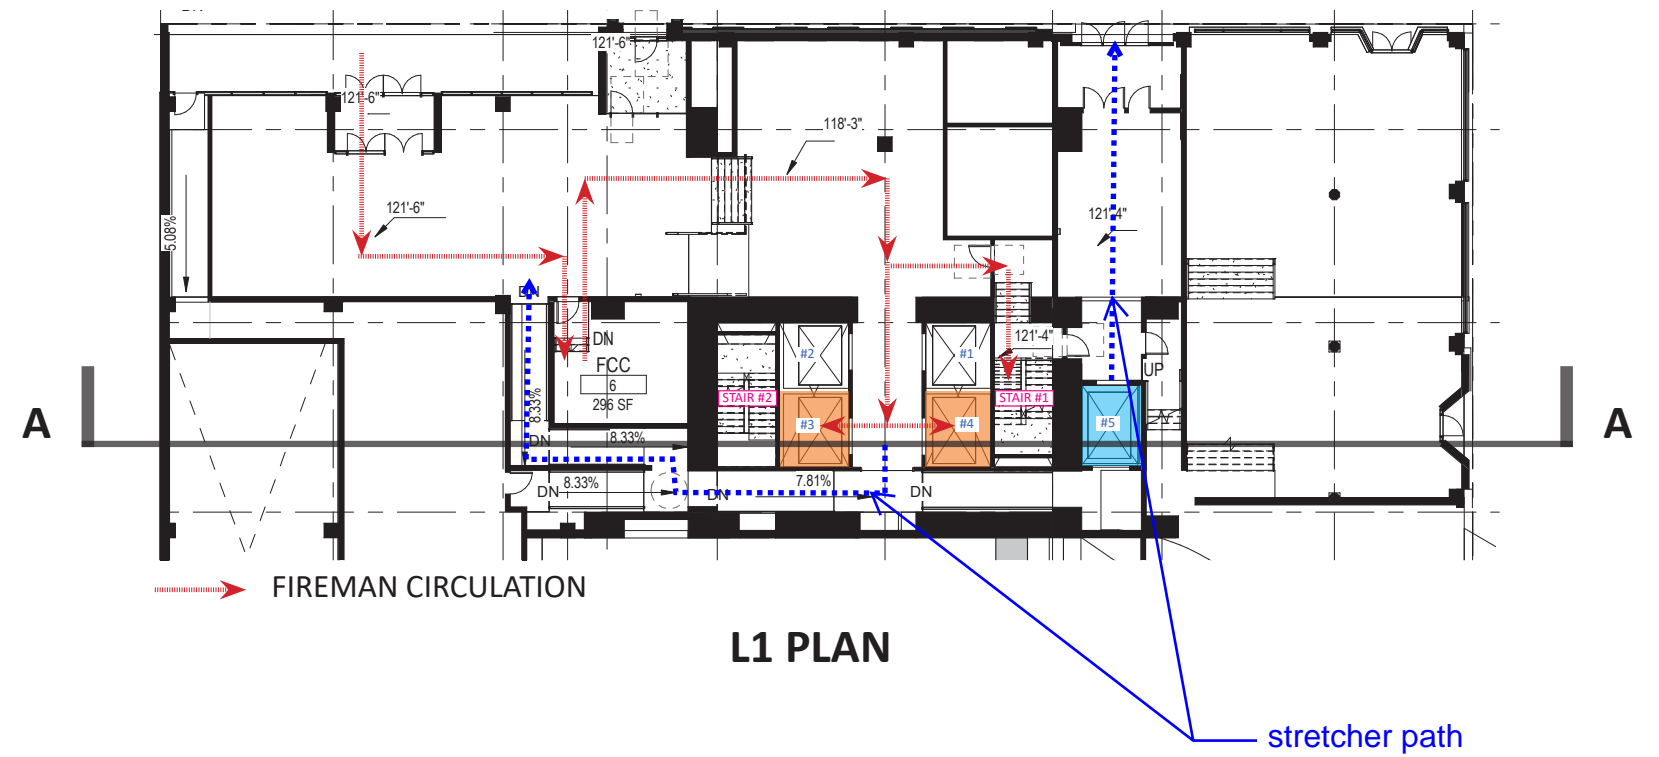 DN
121'-6"
121'-6"
118'-3"
121'-6"
121'-4"
5.08%
DN
DN
FCC
6
296 SF
#2
#1
121'-4"
UP
STAIR #2
STAIR #1
8.33%
#3
#4
#5
DN
8.33%
A
A
8.33%
DN
DN
7.81%
DN
FIREMAN CIRCULATION
L1 PLAN
stretcher path